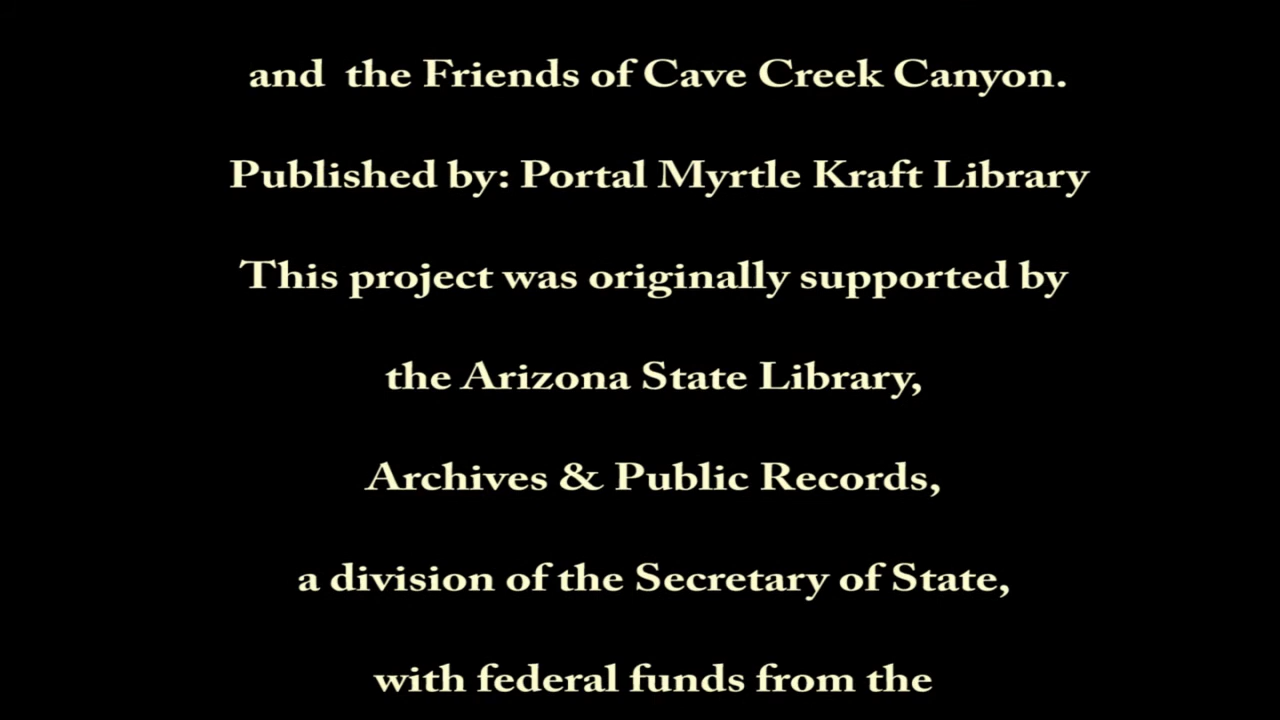 and the Friends of Cave Creek Canyon.
Published by: Portal Myrtle Kraft Library
This project was originally supported by
the Arizona State Library,
Archives & Public Records,
a division of the Secretary of State,
with federal funds from the